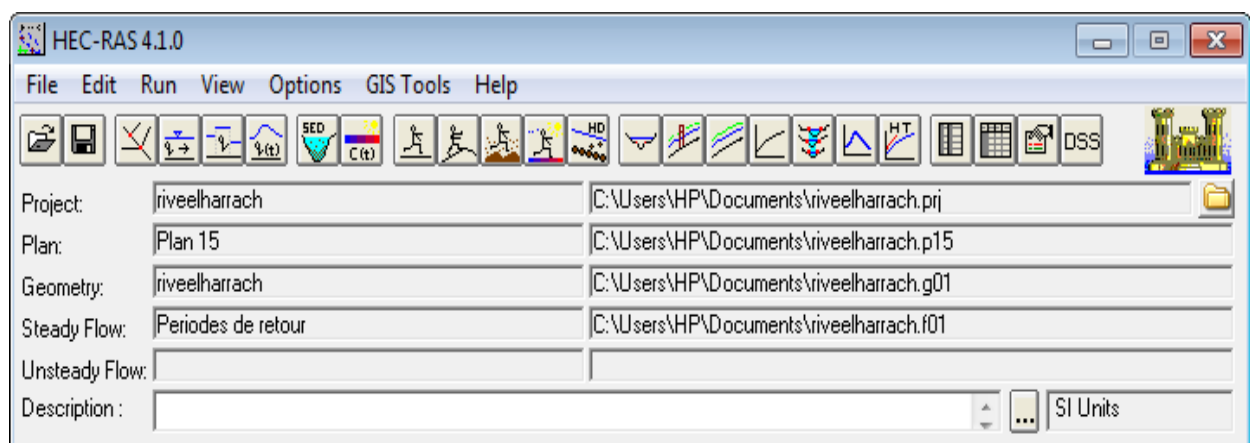 HEC-RAS 4.1.0
File Edit Run View Options GIS Tools Help
SED C(t) HD HT DSS
Project: riveelharrach C:\Users\HP\Documents\riveelharrach.prj
Plan: Plan 15 C:\Users\HP\Documents\riveelharrach.p15
Geometry: riveelharrach C:\Users\HP\Documents\riveelharrach.g01
Steady Flow: Periodes de retour C:\Users\HP\Documents\riveelharrach.f01
Unsteady Flow:
Description : ... SI Units